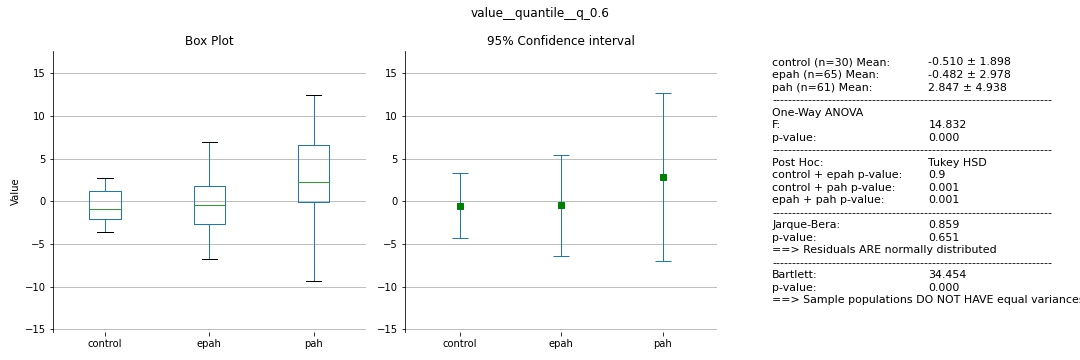 value__quantile__q_0.6
Box Plot
95% Confidence interval
Value
15
10
5
0
−5
−10
−15
control epah pah
15
10
5
0
−5
−10
−15
control epah pah
control (n=30) Mean: -0.510 ± 1.898
epah (n=65) Mean: -0.482 ± 2.978
pah (n=61) Mean: 2.847 ± 4.938
One-Way ANOVA
F: 14.832
p-value: 0.000
Post Hoc: Tukey HSD
control + epah p-value: 0.9
control + pah p-value: 0.001
epah + pah p-value: 0.001
Jarque-Bera: 0.859
p-value: 0.651
==> Residuals ARE normally distributed
Bartlett: 34.454
p-value: 0.000
==> Sample populations DO NOT HAVE equal variances